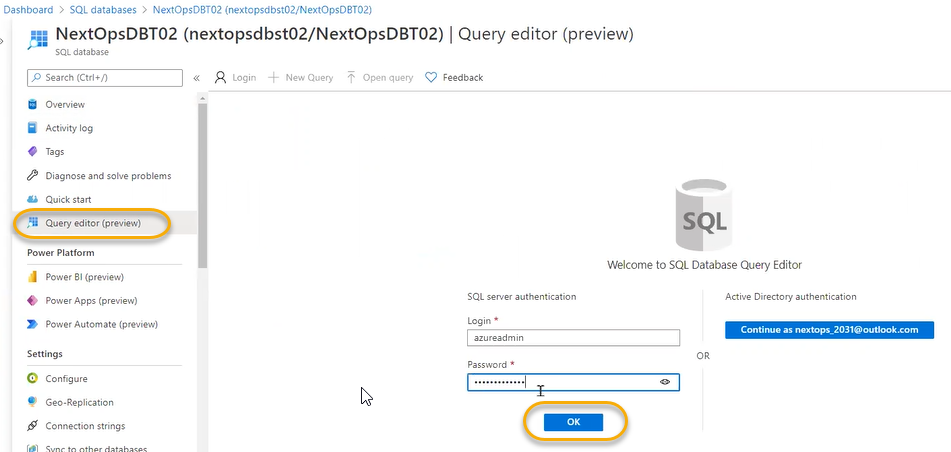 Dashboard > SQL databases > NextOpsDBT02 (nextopsdbst02/NextOpsDBT02)
NextOpsDBT02 (nextopsdbst02/NextOpsDBT02) | Query editor (preview)
SQL database
Search (Ctrl+/)
«
Login
New Query
Open query
Feedback
Overview
Activity log
Tags
Diagnose and solve problems
Quick start
Query editor (preview)
Power Platform
Power BI (preview)
Power Apps (preview)
Power Automate (preview)
Settings
Configure
Geo-Replication
Connection strings
Sync to other databases
SQL
Welcome to SQL Database Query Editor
SQL server authentication
Login *
azureadmin
Password *
•••••••••••••
OK
OR
Active Directory authentication
Continue as nextops_2031@outlook.com